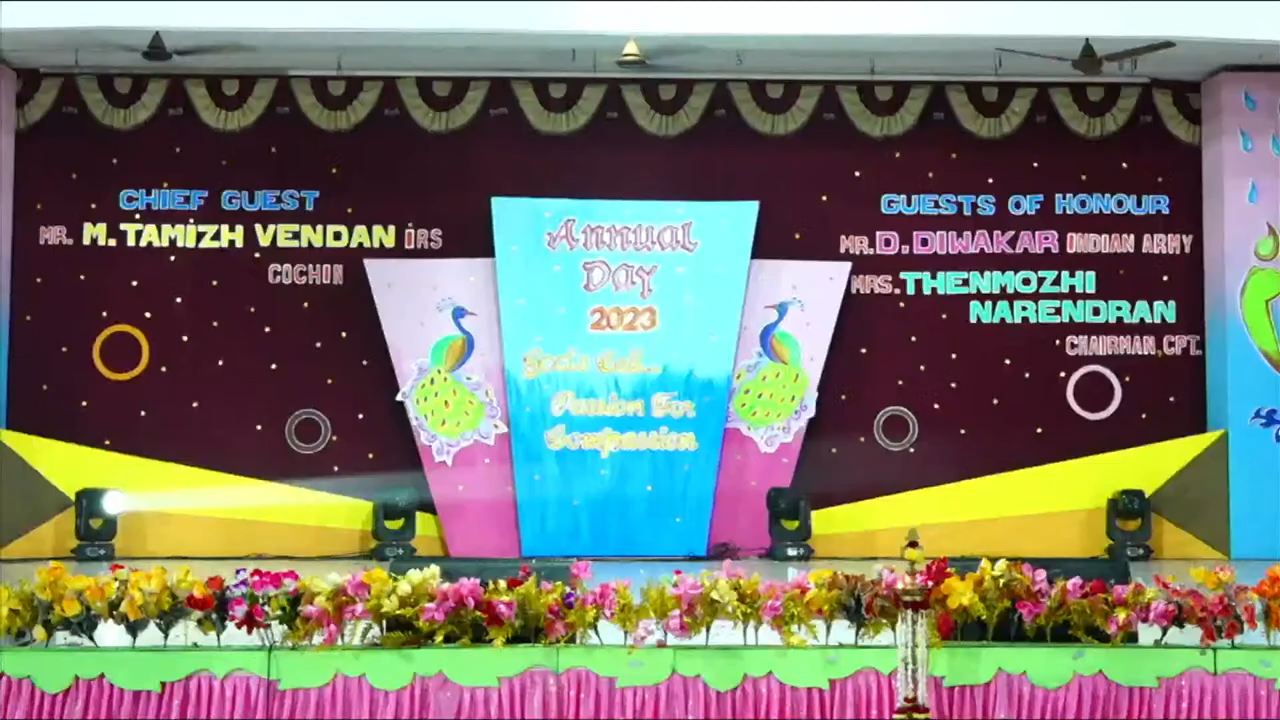 CHIEF GUEST
MR. M. TAMIZH VENDAN IRS
COCHIN
Annual
Day
2023
Passion For
Compassion
GUESTS OF HONOUR
MR. D. DIWAKAR INDIAN ARMY
MRS. THENMOZHI
NARENDRAN
CHAIRMAN, CPT.